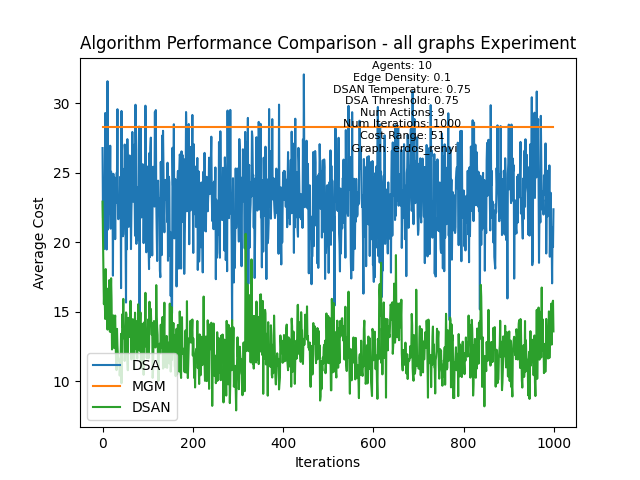 Algorithm Performance Comparison - all graphs Experiment
Agents: 10
Edge Density: 0.1
DSAN Temperature: 0.75
DSA Threshold: 0.75
Num Actions: 9
Num Iterations: 1000
Cost Range: 51
Graph: erdos_renyi
Average Cost
30
25
20
15
10
DSA
MGM
DSAN
0
200
400
600
800
1000
Iterations